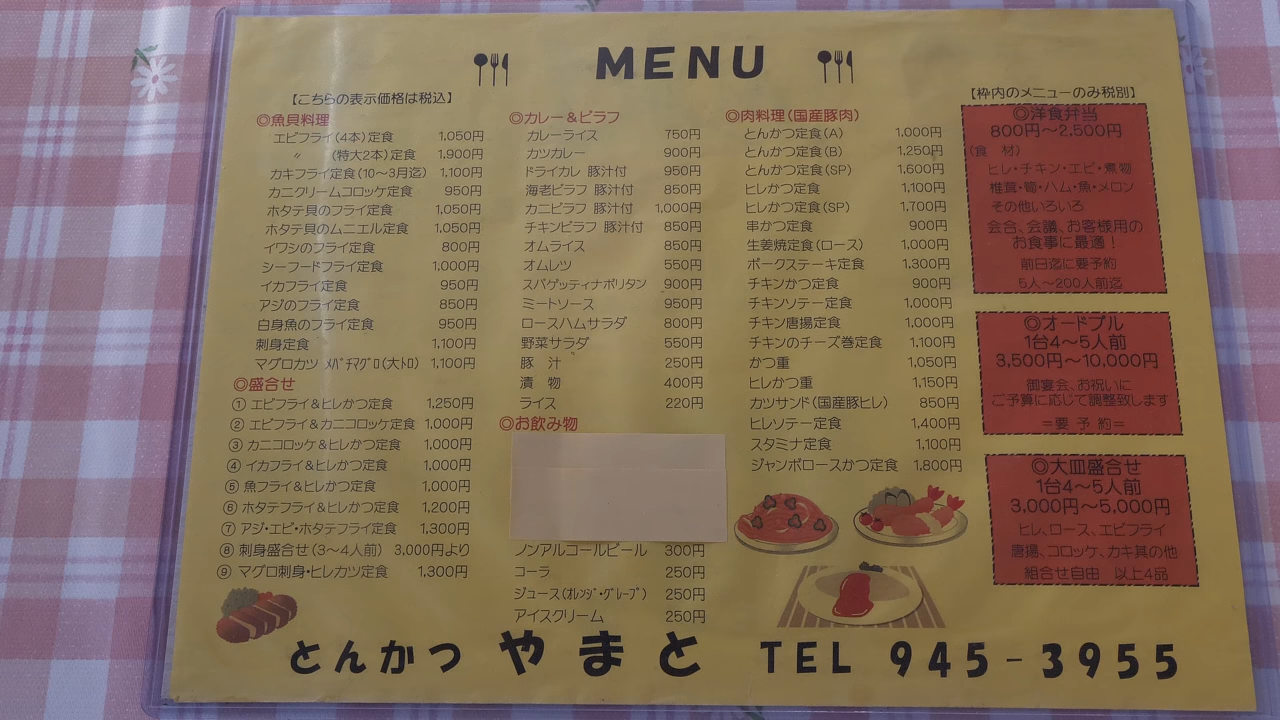 MENU
【こちらの表示価格は税込】
◎魚貝料理
エビフライ(4本)定食 1,050円
〃 (特大2本)定食 1,900円
カキフライ定食(10〜3月迄) 1,100円
カニクリームコロッケ定食 950円
ホタテ貝のフライ定食 1,050円
ホタテ貝のムニエル定食 1,050円
イワシのフライ定食 800円
シーフードフライ定食 1,000円
イカフライ定食 950円
アジのフライ定食 850円
白身魚のフライ定食 950円
刺身定食 1,100円
マグロカツ ﾒﾊﾞﾁﾏｸﾞﾛ(大トロ) 1,100円
◎盛合せ
① エビフライ&ヒレかつ定食 1,250円
② エビフライ&カニコロッケ定食 1,000円
③ カニコロッケ&ヒレかつ定食 1,000円
④ イカフライ&ヒレかつ定食 1,000円
⑤ 魚フライ&ヒレかつ定食 1,000円
⑥ ホタテフライ&ヒレかつ定食 1,200円
⑦ アジ・エビ・ホタテフライ定食 1,300円
⑧ 刺身盛合せ(3〜4人前) 3,000円より
⑨ マグロ刺身・ヒレカツ定食 1,300円
◎カレー&ピラフ
カレーライス 750円
カツカレー 900円
ドライカレ 豚汁付 950円
海老ピラフ 豚汁付 850円
カニピラフ 豚汁付 1,000円
チキンピラフ 豚汁付 850円
オムライス 850円
オムレツ 550円
スパゲッティナポリタン 900円
ミートソース 950円
ロースハムサラダ 800円
野菜サラダ 550円
豚 汁 250円
漬 物 400円
ライス 220円
◎お飲み物
ノンアルコールビール 300円
コーラ 250円
ジュース(ｵﾚﾝｼﾞ・ｸﾞﾚｰﾌﾟ) 250円
アイスクリーム 250円
◎肉料理(国産豚肉)
とんかつ定食(A) 1,000円
とんかつ定食(B) 1,250円
とんかつ定食(SP) 1,600円
ヒレかつ定食 1,100円
ヒレかつ定食(SP) 1,700円
串かつ定食 900円
生姜焼定食(ロース) 1,000円
ポークステーキ定食 1,300円
チキンかつ定食 900円
チキンソテー定食 1,000円
チキン唐揚定食 1,000円
チキンのチーズ巻定食 1,100円
かつ重 1,050円
ヒレかつ重 1,150円
カツサンド(国産豚ヒレ) 850円
ヒレソテー定食 1,400円
スタミナ定食 1,100円
ジャンボロースかつ定食 1,800円
【枠内のメニューのみ税別】
◎洋食弁当
800円〜2,500円
(食 材)
ヒレ・チキン・エビ・煮物
椎茸・筍・ハム・魚・メロン
その他いろいろ
会合、会議、お客様用の
お食事に最適!
前日迄に要予約
5人〜200人前迄
◎オードブル
1台4〜5人前
3,500円〜10,000円
御宴会、お祝いに
ご予算に応じて調整致します
=要 予 約=
◎大皿盛合せ
1台4〜5人前
3,000円〜5,000円
ヒレ、ロース、エビフライ
唐揚、コロッケ、カキ其の他
組合せ自由 以上4品
とんかつ やまと TEL 945-3955